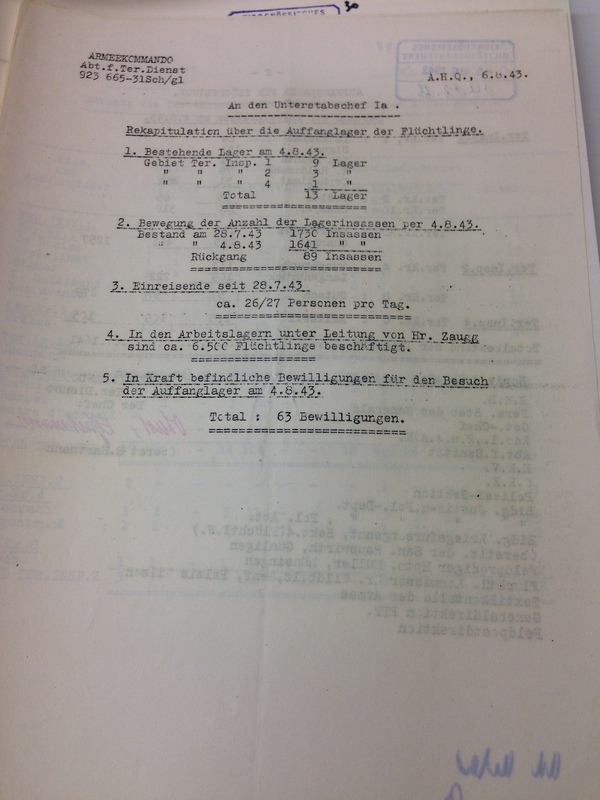 30
ARMEEKOMMANDO
Abt.f.Ter.Dienst
923 665-31Sch/gl
A.H.Q., 6.8.43.
An den Unterstabschef Ia .
Rekapitulation über die Auffanglager der Flüchtlinge.
1. Bestehende Lager am 4.8.43.
Gebiet Ter. Insp. 1 9 Lager
" " " 2 3 "
" " " 4 1 "
Total 13 Lager
2. Bewegung der Anzahl der Lagerinsassen per 4.8.43.
Bestand am 28.7.43 1730 Insassen
" " 4.8.43 1641 " "
Rückgang 89 Insassen
3. Einreisende seit 28.7.43
ca. 26/27 Personen pro Tag.
4. In den Arbeitslagern unter Leitung von Hr. Zaugg
sind ca. 6.500 Flüchtlinge beschäftigt.
5. In Kraft befindliche Bewilligungen für den Besuch
der Auffanglager am 4.8.43.
Total : 63 Bewilligungen.